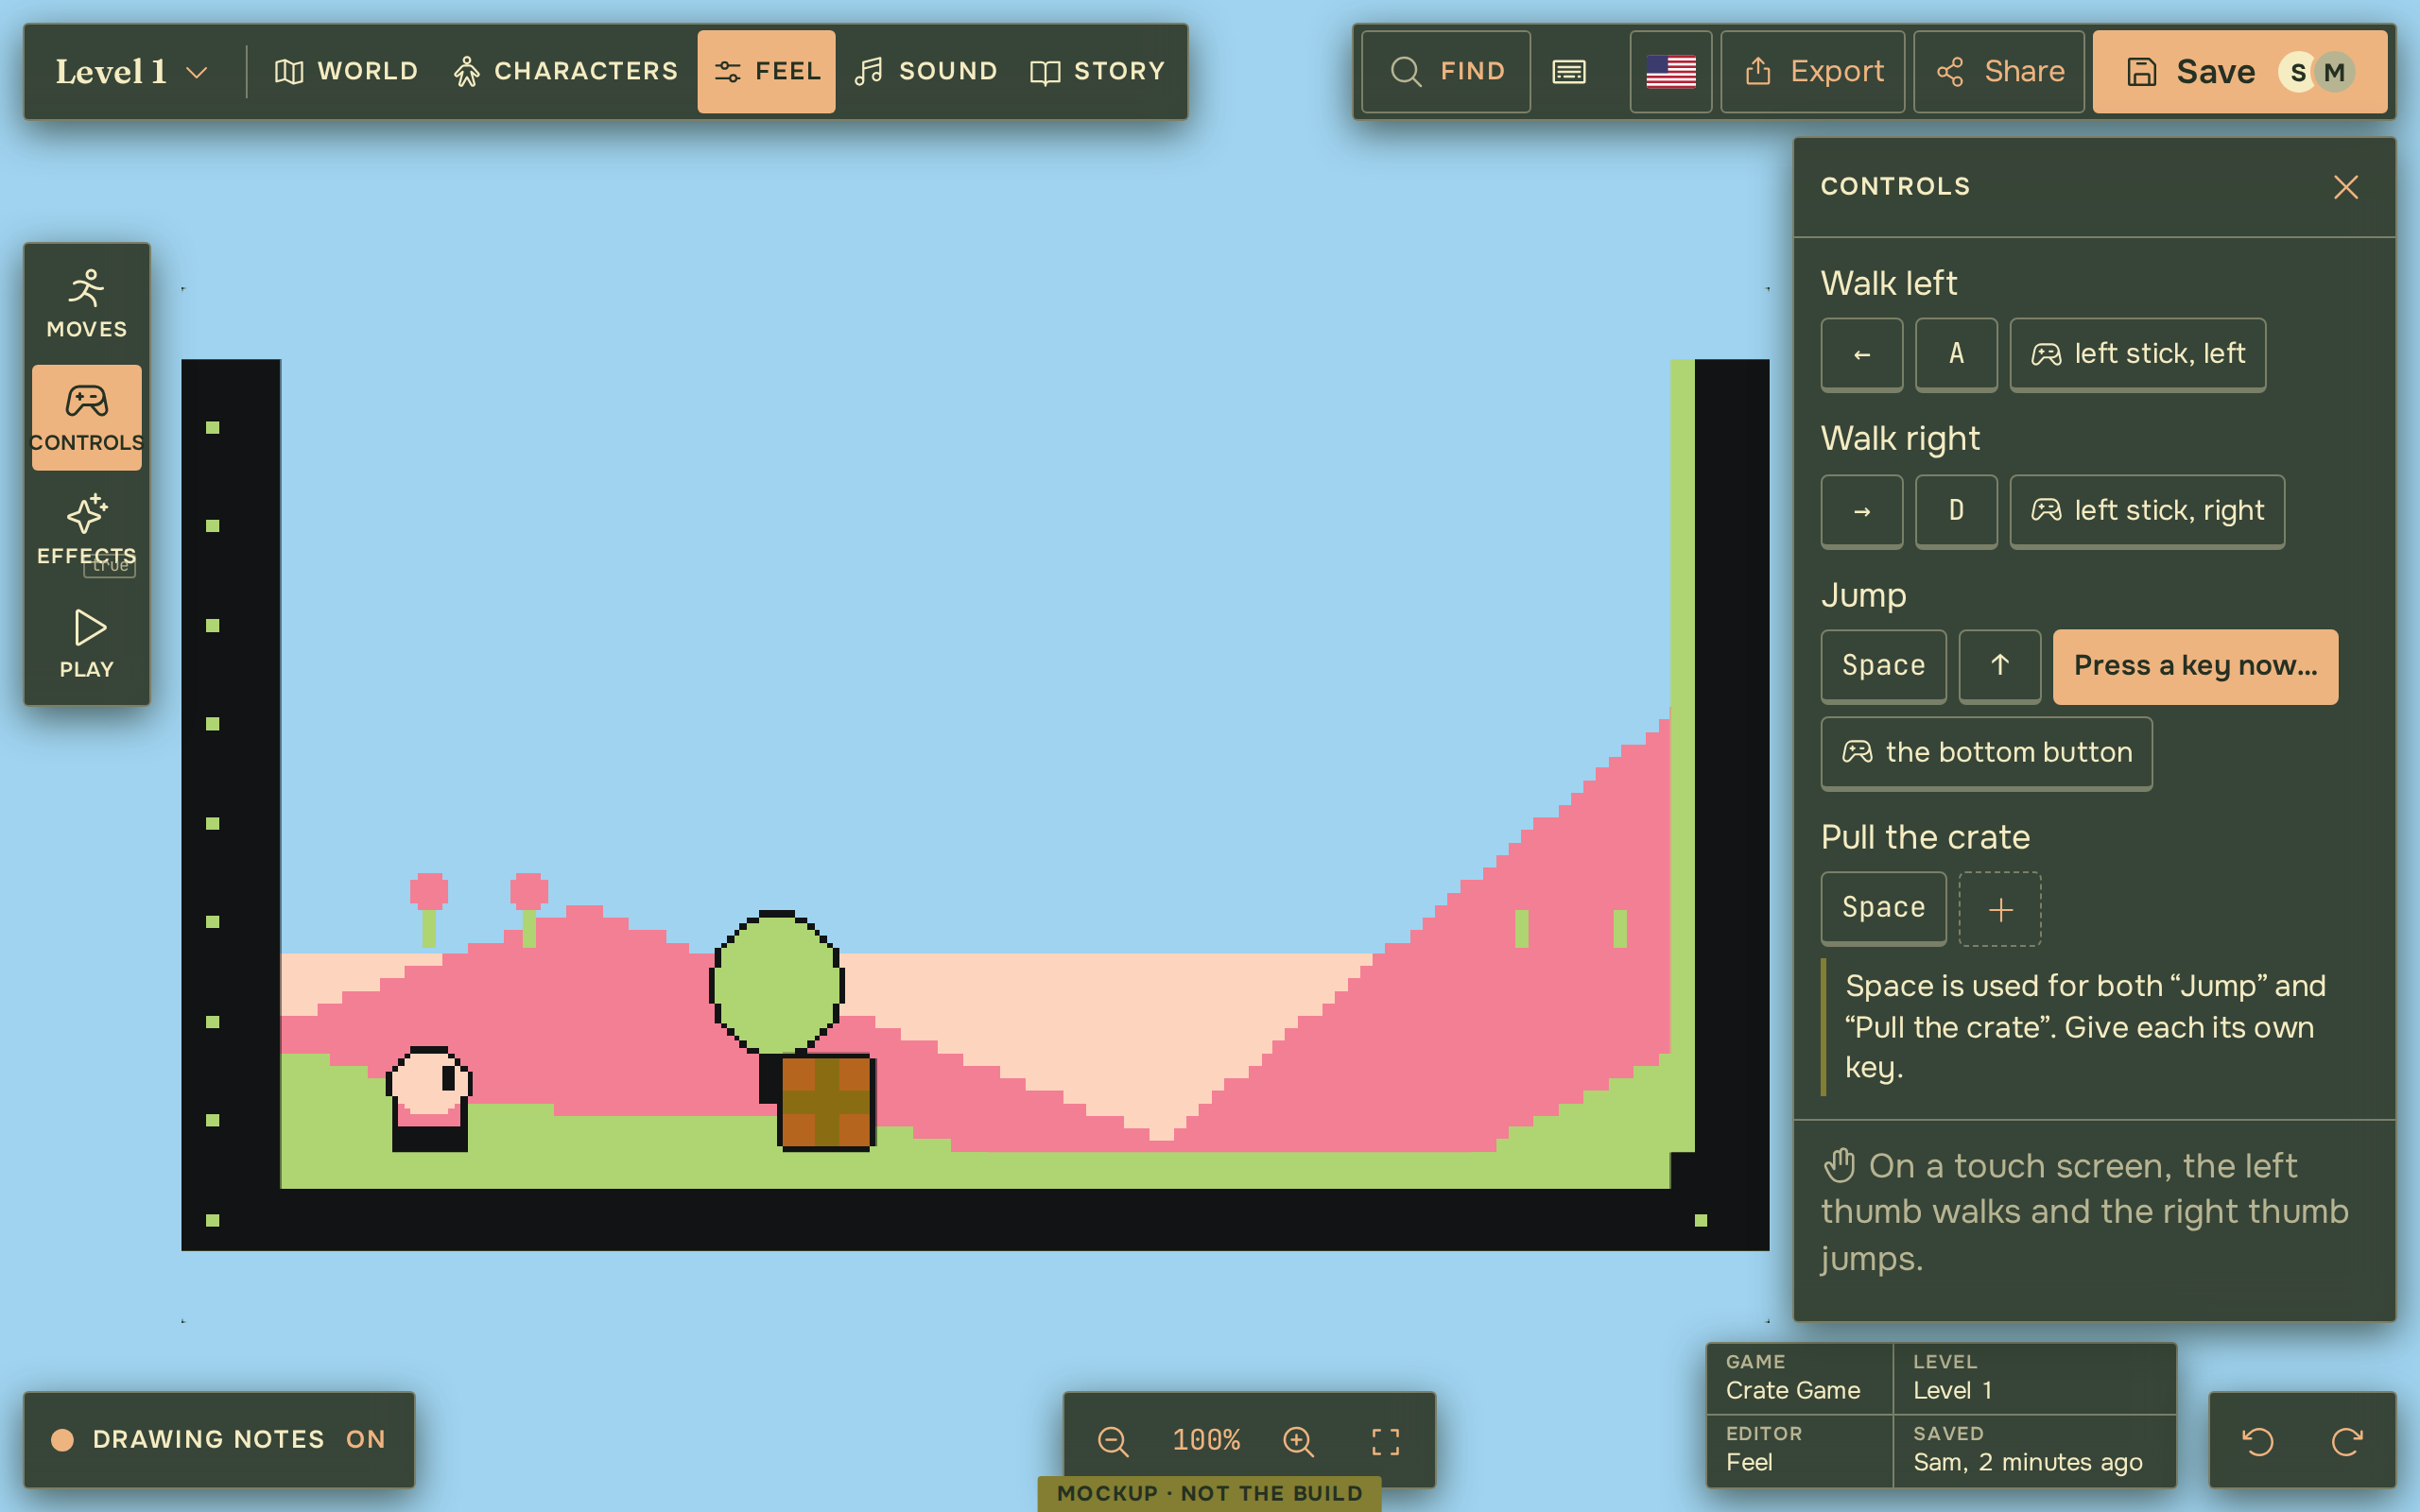 Level 1
WORLD
CHARACTERS
FEEL
SOUND
STORY
FIND
Export
Share
Save
S
M
MOVES
CONTROLS
EFFECTS
true
PLAY
CONTROLS
Walk left
← A left stick, left
Walk right
→ D left stick, right
Jump
Space ↑ Press a key now...
the bottom button
Pull the crate
Space +
Space is used for both “Jump” and
“Pull the crate”. Give each its own
key.
On a touch screen, the left
thumb walks and the right thumb
jumps.
DRAWING NOTES ON
100%
MOCKUP · NOT THE BUILD
GAME
Crate Game
LEVEL
Level 1
EDITOR
Feel
SAVED
Sam, 2 minutes ago